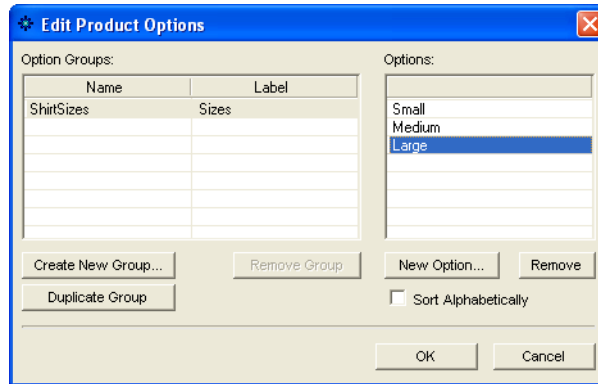 Edit Product Options
Option Groups:
Options:
Name Label
ShirtSizes Sizes
Small
Medium
Large
Create New Group... Remove Group New Option... Remove
Duplicate Group Sort Alphabetically
OK Cancel